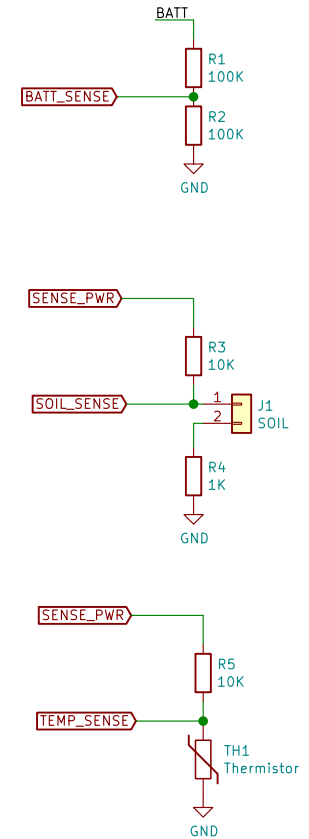 BATT
R1
100K
BATT_SENSE
R2
100K
GND
SENSE_PWR
R3
10K
SOIL_SENSE
1
2
J1
SOIL
R4
1K
GND
SENSE_PWR
R5
10K
TEMP_SENSE
TH1
Thermistor
GND